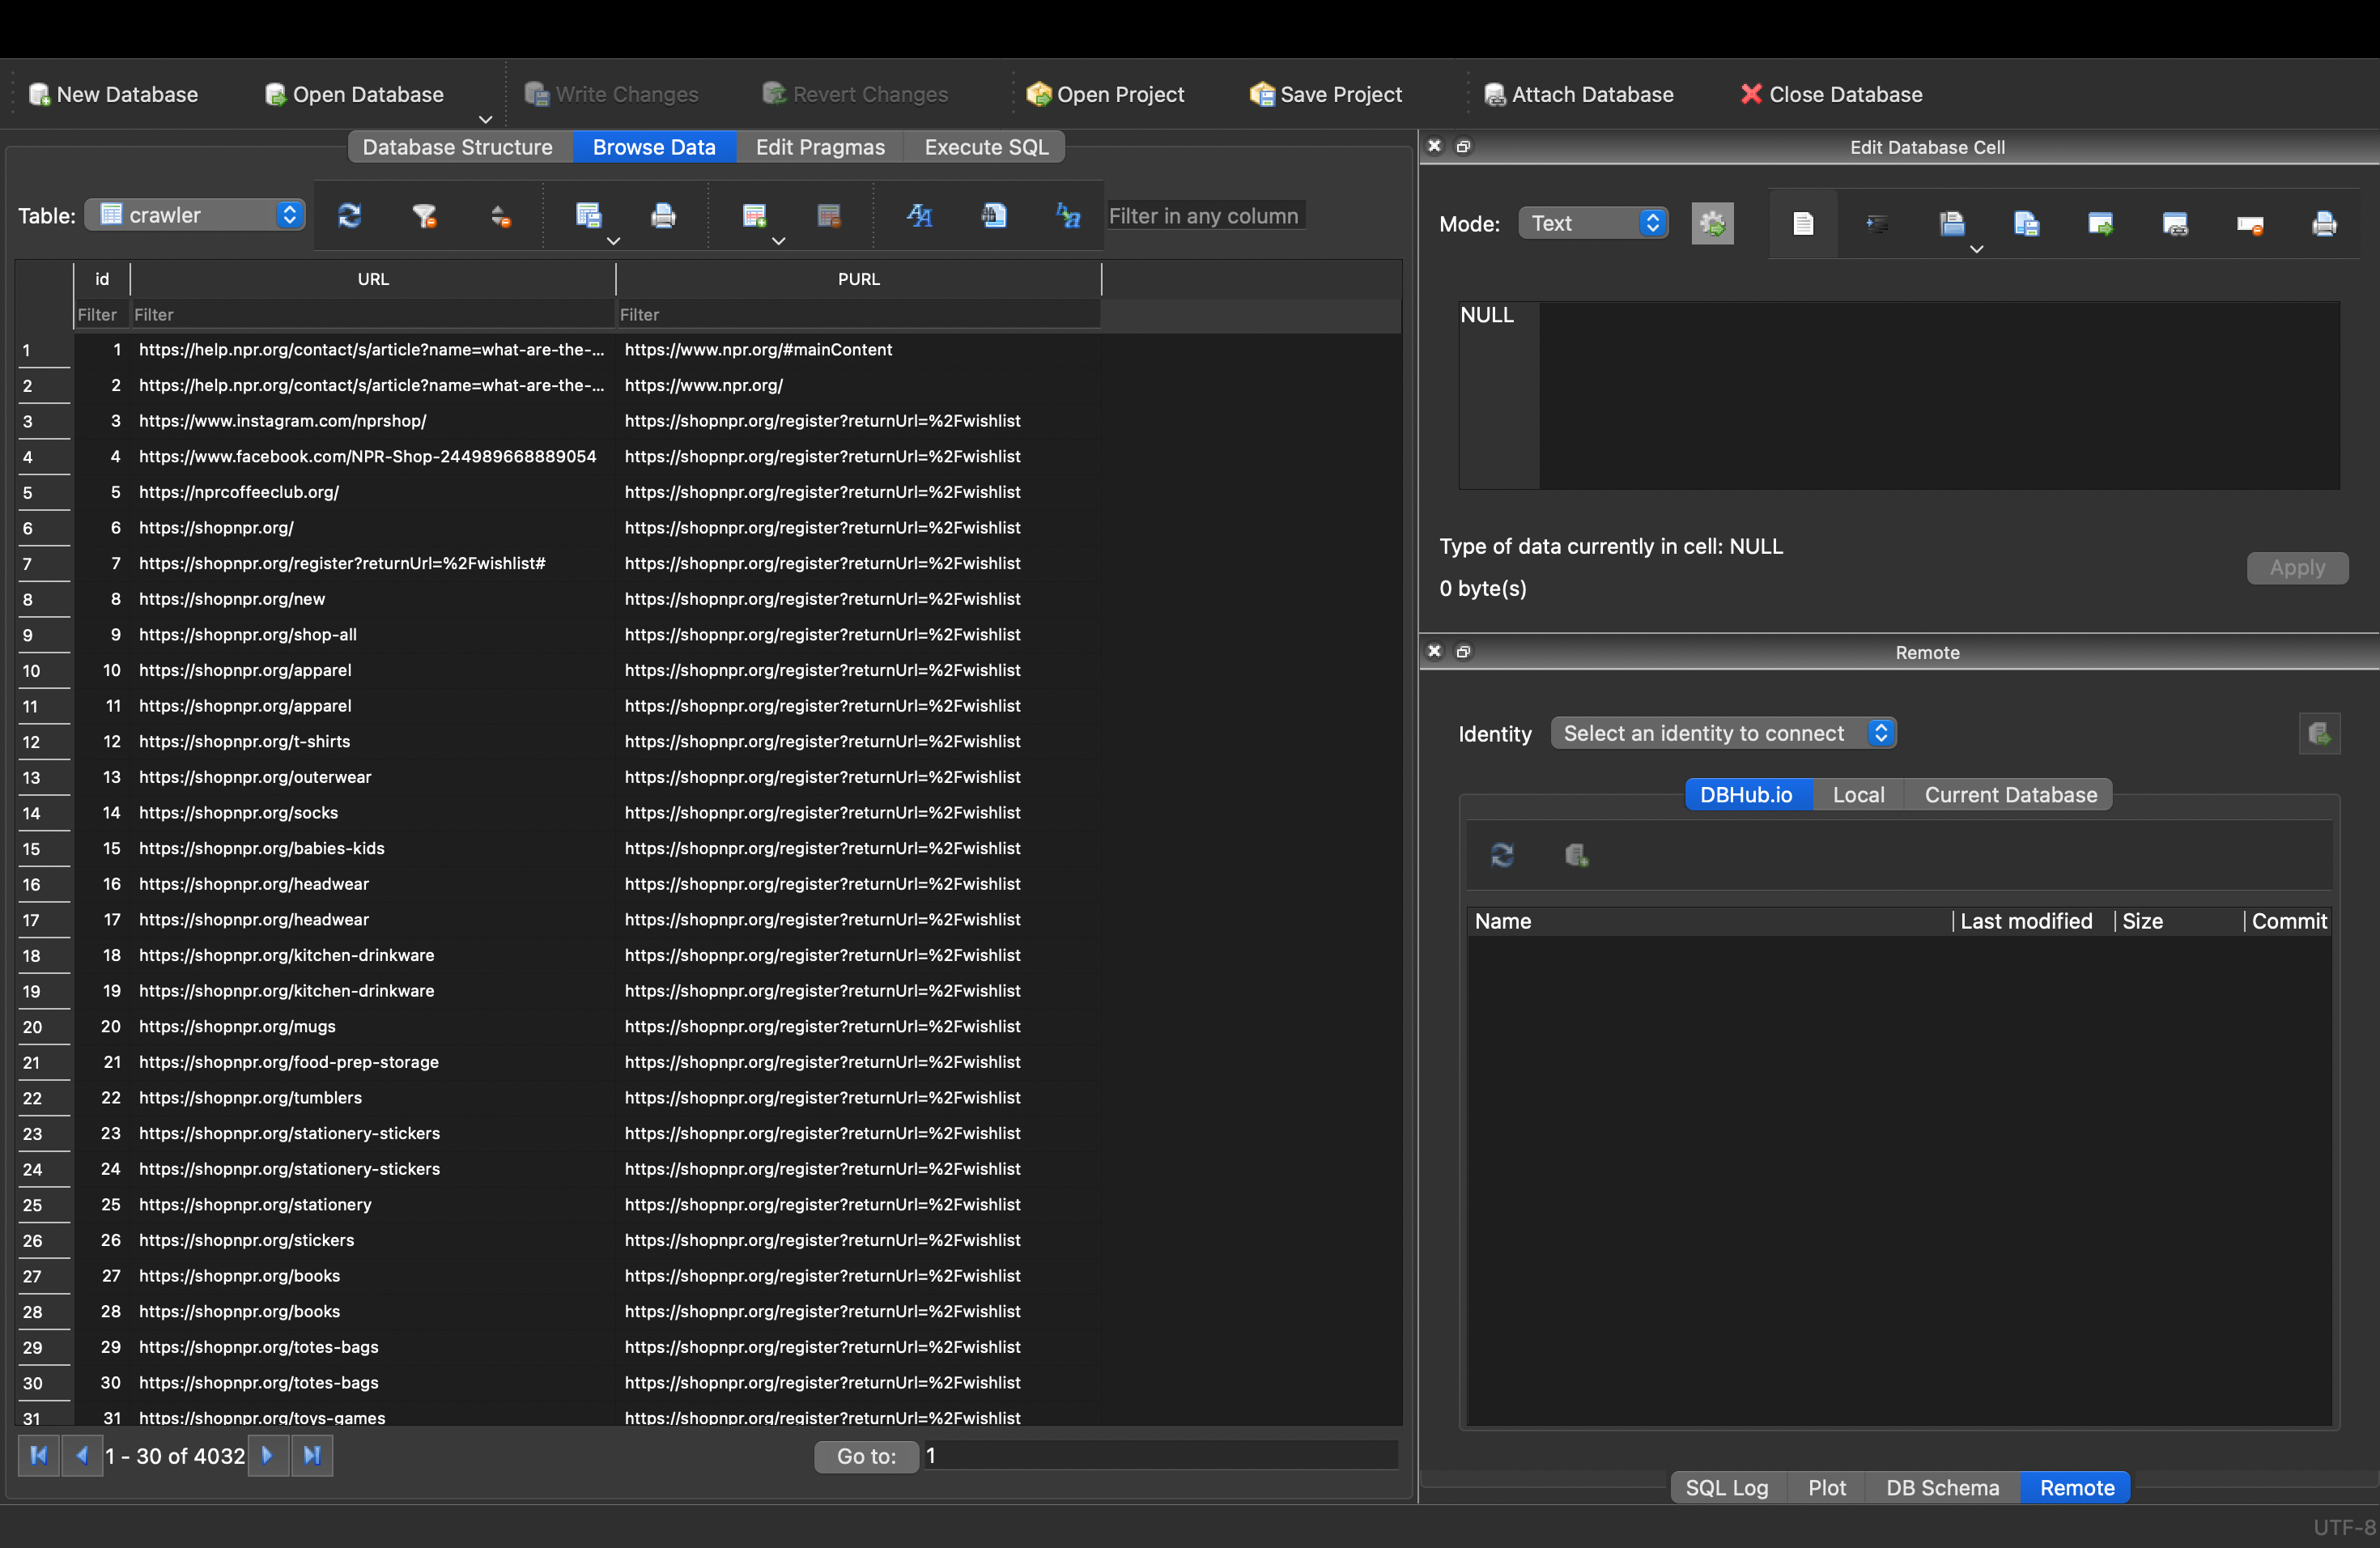 New Database Open Database Write Changes Revert Changes Open Project Save Project Attach Database Close Database
Database Structure Browse Data Edit Pragmas Execute SQL
Table: crawler Filter in any column
id URL PURL
Filter Filter Filter
1 1 https://help.npr.org/contact/s/article?name=what-are-the-... https://www.npr.org/#mainContent
2 2 https://help.npr.org/contact/s/article?name=what-are-the-... https://www.npr.org/
3 3 https://www.instagram.com/nprshop/ https://shopnpr.org/register?returnUrl=%2Fwishlist
4 4 https://www.facebook.com/NPR-Shop-244989668889054 https://shopnpr.org/register?returnUrl=%2Fwishlist
5 5 https://nprcoffeeclub.org/ https://shopnpr.org/register?returnUrl=%2Fwishlist
6 6 https://shopnpr.org/ https://shopnpr.org/register?returnUrl=%2Fwishlist
7 7 https://shopnpr.org/register?returnUrl=%2Fwishlist# https://shopnpr.org/register?returnUrl=%2Fwishlist
8 8 https://shopnpr.org/new https://shopnpr.org/register?returnUrl=%2Fwishlist
9 9 https://shopnpr.org/shop-all https://shopnpr.org/register?returnUrl=%2Fwishlist
10 10 https://shopnpr.org/apparel https://shopnpr.org/register?returnUrl=%2Fwishlist
11 11 https://shopnpr.org/apparel https://shopnpr.org/register?returnUrl=%2Fwishlist
12 12 https://shopnpr.org/t-shirts https://shopnpr.org/register?returnUrl=%2Fwishlist
13 13 https://shopnpr.org/outerwear https://shopnpr.org/register?returnUrl=%2Fwishlist
14 14 https://shopnpr.org/socks https://shopnpr.org/register?returnUrl=%2Fwishlist
15 15 https://shopnpr.org/babies-kids https://shopnpr.org/register?returnUrl=%2Fwishlist
16 16 https://shopnpr.org/headwear https://shopnpr.org/register?returnUrl=%2Fwishlist
17 17 https://shopnpr.org/headwear https://shopnpr.org/register?returnUrl=%2Fwishlist
18 18 https://shopnpr.org/kitchen-drinkware https://shopnpr.org/register?returnUrl=%2Fwishlist
19 19 https://shopnpr.org/kitchen-drinkware https://shopnpr.org/register?returnUrl=%2Fwishlist
20 20 https://shopnpr.org/mugs https://shopnpr.org/register?returnUrl=%2Fwishlist
21 21 https://shopnpr.org/food-prep-storage https://shopnpr.org/register?returnUrl=%2Fwishlist
22 22 https://shopnpr.org/tumblers https://shopnpr.org/register?returnUrl=%2Fwishlist
23 23 https://shopnpr.org/stationery-stickers https://shopnpr.org/register?returnUrl=%2Fwishlist
24 24 https://shopnpr.org/stationery-stickers https://shopnpr.org/register?returnUrl=%2Fwishlist
25 25 https://shopnpr.org/stationery https://shopnpr.org/register?returnUrl=%2Fwishlist
26 26 https://shopnpr.org/stickers https://shopnpr.org/register?returnUrl=%2Fwishlist
27 27 https://shopnpr.org/books https://shopnpr.org/register?returnUrl=%2Fwishlist
28 28 https://shopnpr.org/books https://shopnpr.org/register?returnUrl=%2Fwishlist
29 29 https://shopnpr.org/totes-bags https://shopnpr.org/register?returnUrl=%2Fwishlist
30 30 https://shopnpr.org/totes-bags https://shopnpr.org/register?returnUrl=%2Fwishlist
31 31 https://shopnpr.org/toys-games https://shopnpr.org/register?returnUrl=%2Fwishlist
1 - 30 of 4032 Go to: 1
Edit Database Cell
Mode: Text
NULL
Type of data currently in cell: NULL
0 byte(s)
Apply
Remote
Identity Select an identity to connect
DBHub.io Local Current Database
Name Last modified Size Commit
SQL Log Plot DB Schema Remote
UTF-8